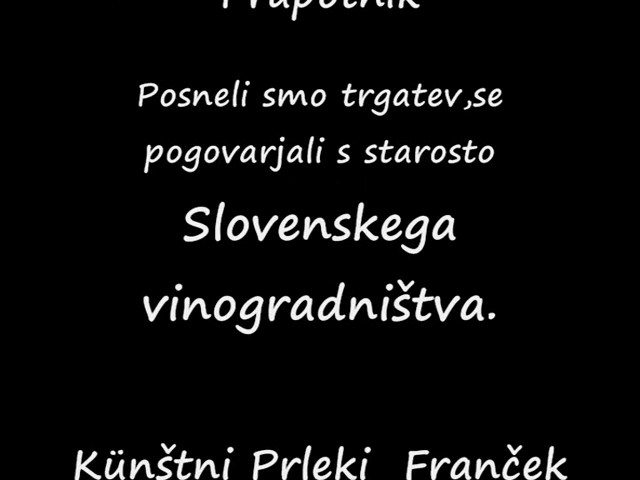 Posneli smo trgatev,se
pogovarjali s starosto
Slovenskega
vinogradništva.
Künštni Prleki Franček